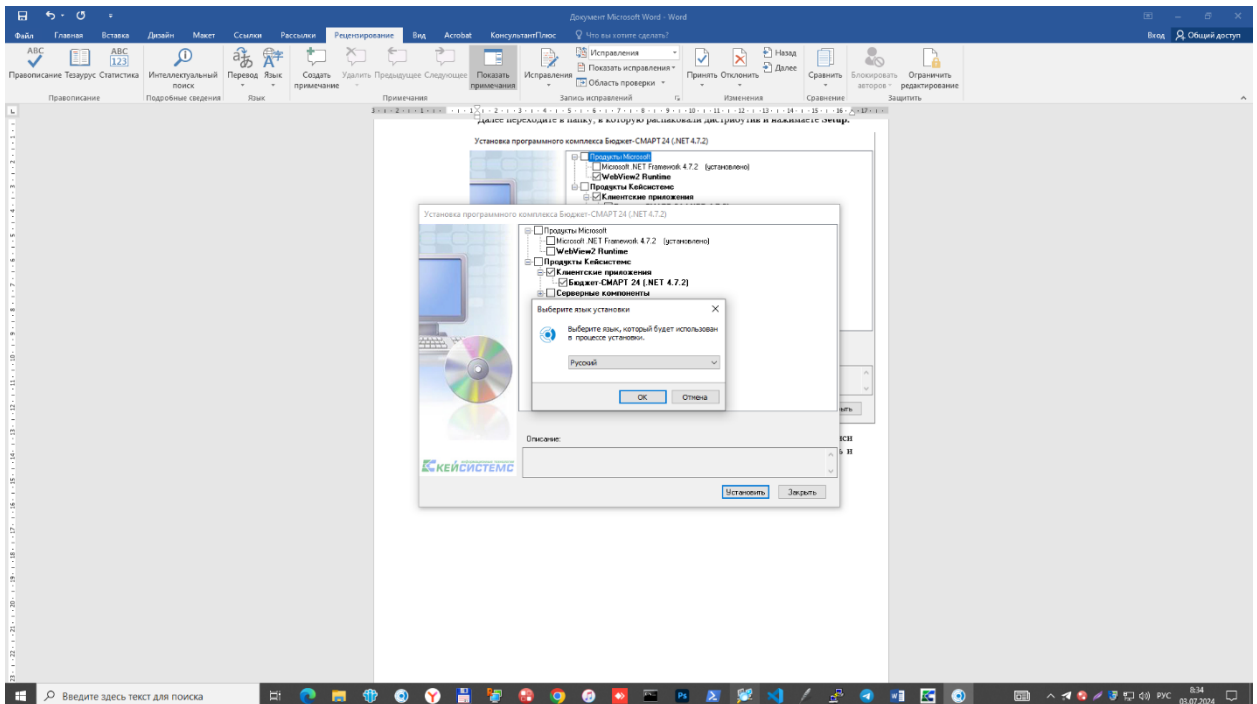 Документ Microsoft Word - Word
Файл Главная Вставка Дизайн Макет Ссылки Рассылки Рецензирование Вид Acrobat КонсультантПлюс Что вы хотите сделать? Вход Общий доступ
ABC ABC 123
Правописание Тезаурус Статистика
Интеллектуальный поиск
Перевод Язык
Создать примечание
Удалить Предыдущее Следующее
Показать примечания
Исправления
Исправления
Показать исправления
Область проверки
Принять Отклонить
Назад
Далее
Сравнить
Блокировать авторов
Ограничить редактирование
Правописание Подробные сведения Язык Примечания Запись исправлений Изменения Сравнение Защитить
Далее переходите в папку, в которую распаковали дистрибутив и нажимаете Setup.
Установка программного комплекса Бюджет-СМАРТ 24 (.NET 4.7.2)
Продукты Microsoft
Microsoft .NET Framework 4.7.2 (установлено)
WebView2 Runtime
Продукты Кейсистемс
Клиентские приложения
Установка программного комплекса Бюджет-СМАРТ 24 (.NET 4.7.2)
Продукты Microsoft
Microsoft .NET Framework 4.7.2 (установлено)
WebView2 Runtime
Продукты Кейсистемс
Клиентские приложения
Бюджет-СМАРТ 24 (.NET 4.7.2)
Серверные компоненты
Выберите язык установки
Выберите язык, который будет использован
в процессе установки.
Русский
OK Отмена
Описание:
КЕЙСИСТЕМС
Установить Закрыть
Введите здесь текст для поиска
РУС
8:34
03.07.2024